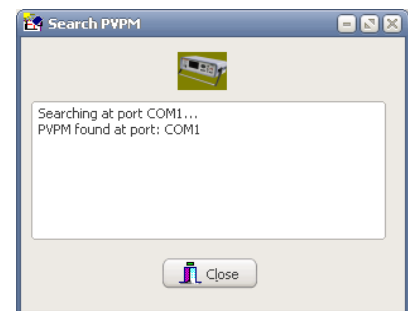 Search PVPM
Searching at port COM1...
PVPM found at port: COM1
Close